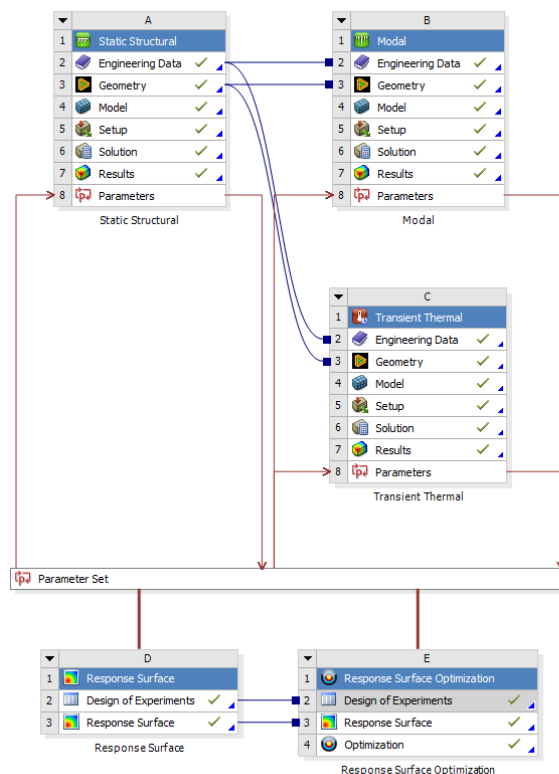 A
1 Static Structural
2 Engineering Data
3 Geometry
4 Model
5 Setup
6 Solution
7 Results
8 Parameters
Static Structural
B
1 Modal
2 Engineering Data
3 Geometry
4 Model
5 Setup
6 Solution
7 Results
8 Parameters
Modal
C
1 Transient Thermal
2 Engineering Data
3 Geometry
4 Model
5 Setup
6 Solution
7 Results
8 Parameters
Transient Thermal
Parameter Set
D
1 Response Surface
2 Design of Experiments
3 Response Surface
Response Surface
E
1 Response Surface Optimization
2 Design of Experiments
3 Response Surface
4 Optimization
Response Surface Optimization